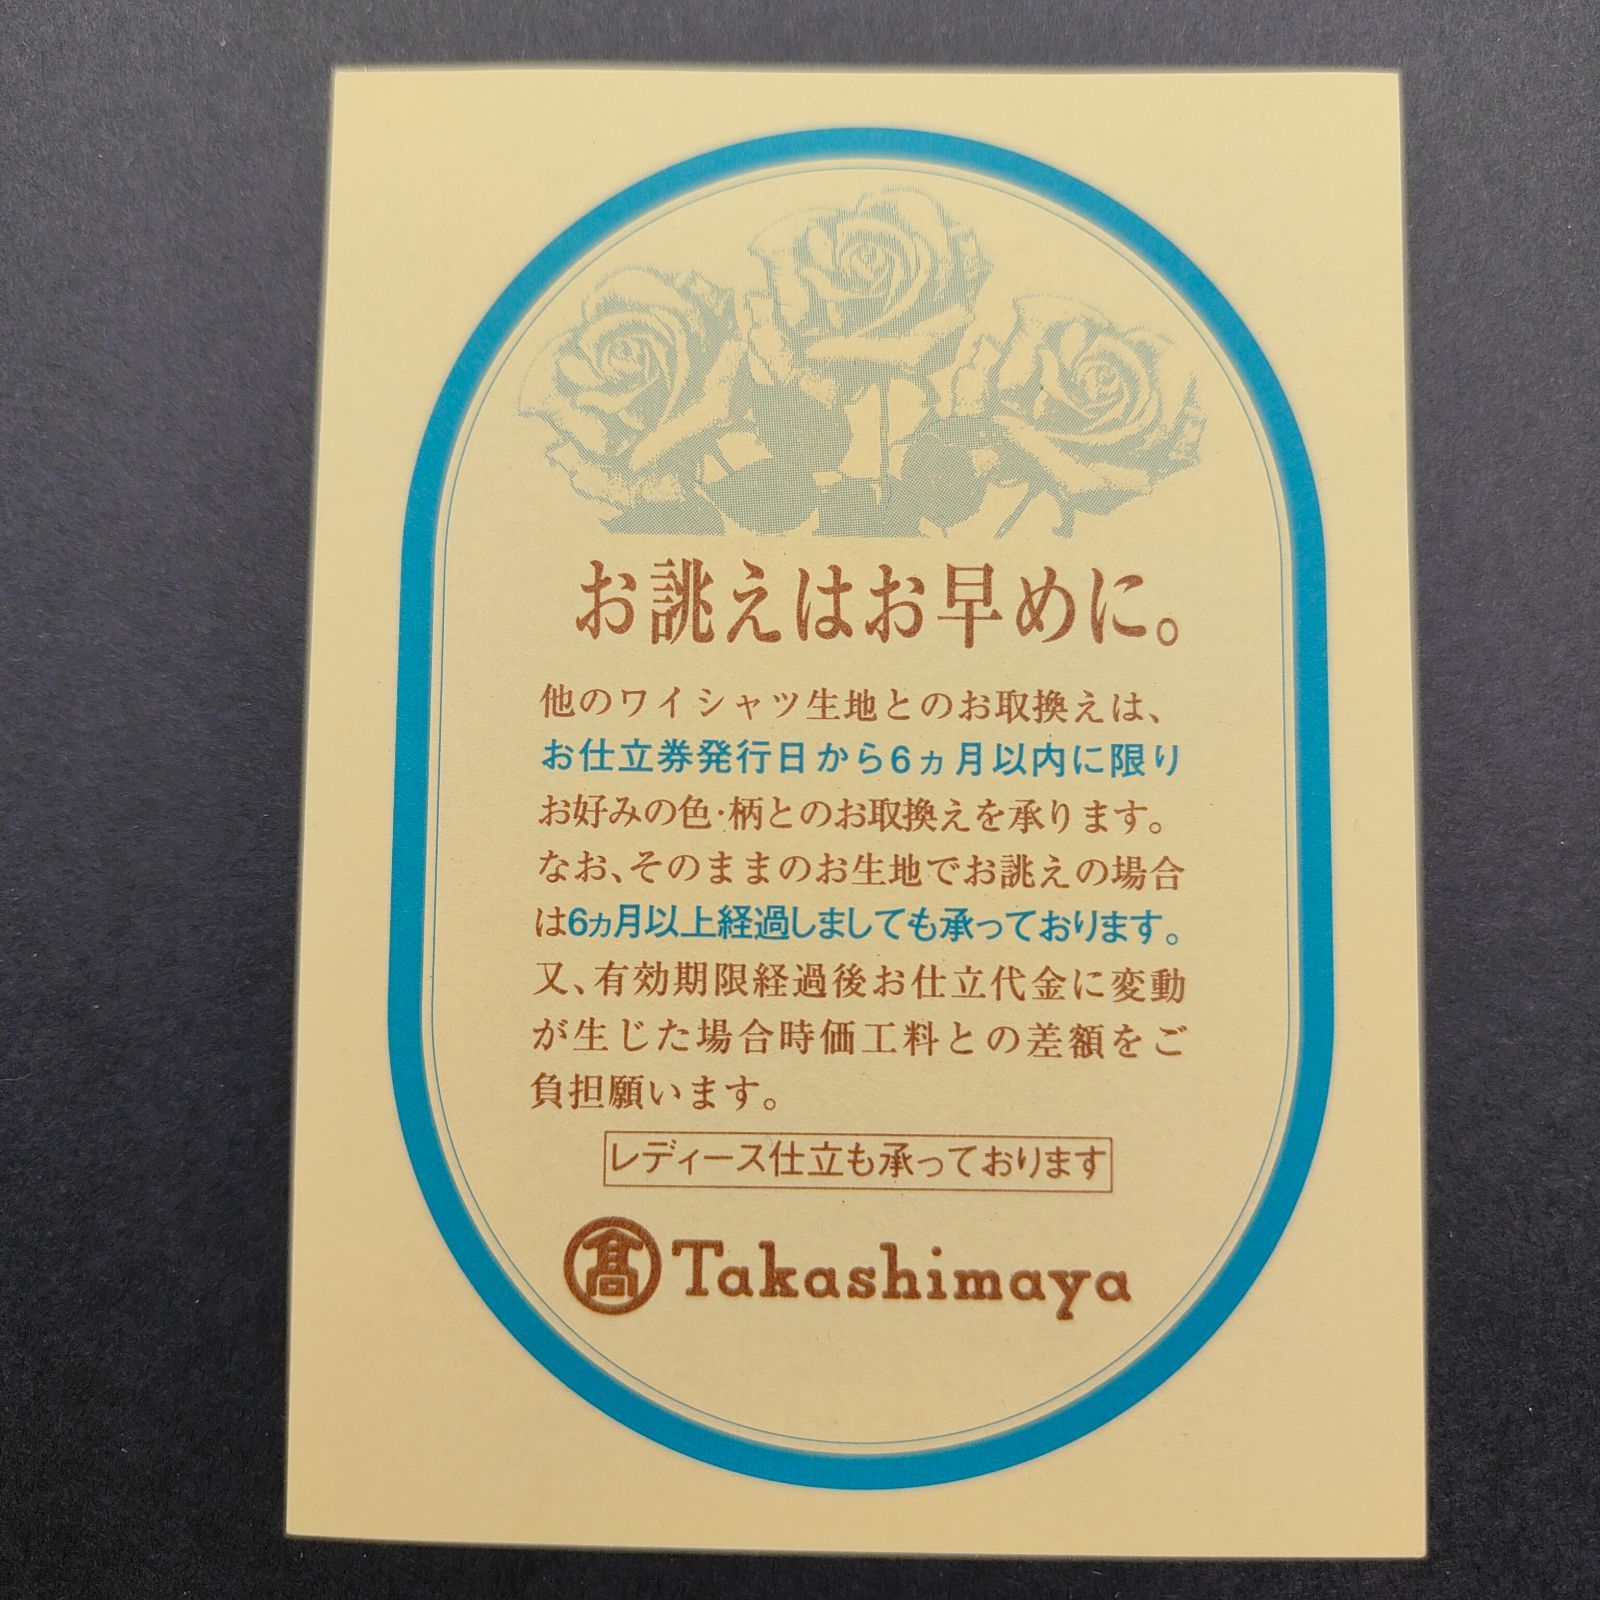 お誂えはお早めに。
他のワイシャツ生地とのお取換えは、
お仕立券発行日から6ヵ月以内に限り
お好みの色・柄とのお取換えを承ります。
なお、そのままのお生地でお誂えの場合
は6ヵ月以上経過しましても承っております。
又、有効期限経過後お仕立代金に変動
が生じた場合時価工料との差額をご
負担願います。
レディース仕立も承っております
髙 Takashimaya